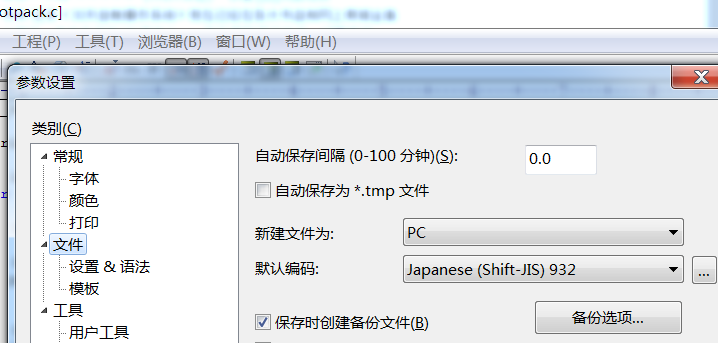 otpack.c]
工程(P) 工具(T) 浏览器(B) 窗口(W) 帮助(H)
参数设置
类别(C)
常规
字体
颜色
打印
文件
设置 & 语法
模板
工具
用户工具
自动保存间隔 (0-100 分钟)(S): 0.0
自动保存为 *.tmp 文件
新建文件为: PC
默认编码: Japanese (Shift-JIS) 932 ...
保存时创建备份文件(B) 备份选项...